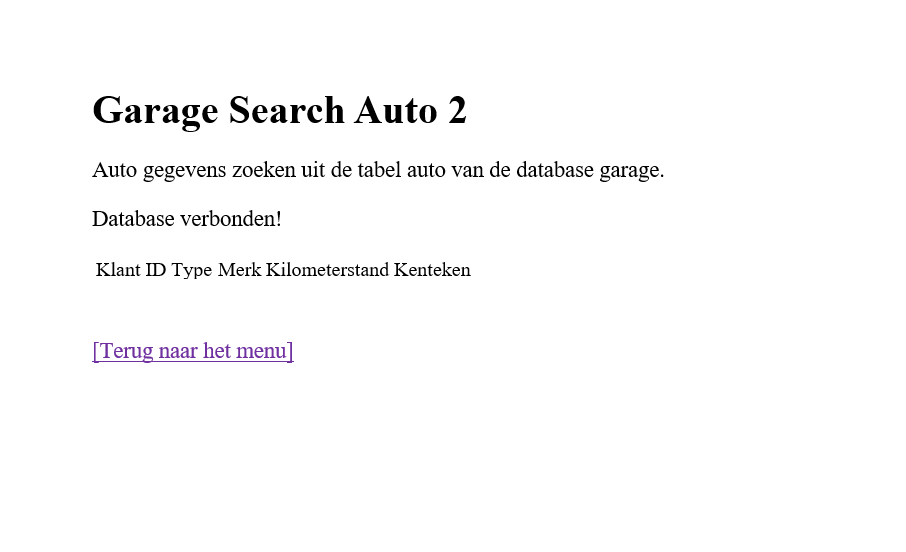 Garage Search Auto 2
Auto gegevens zoeken uit de tabel auto van de database garage.
Database verbonden!
Klant ID Type Merk Kilometerstand Kenteken
[Terug naar het menu]